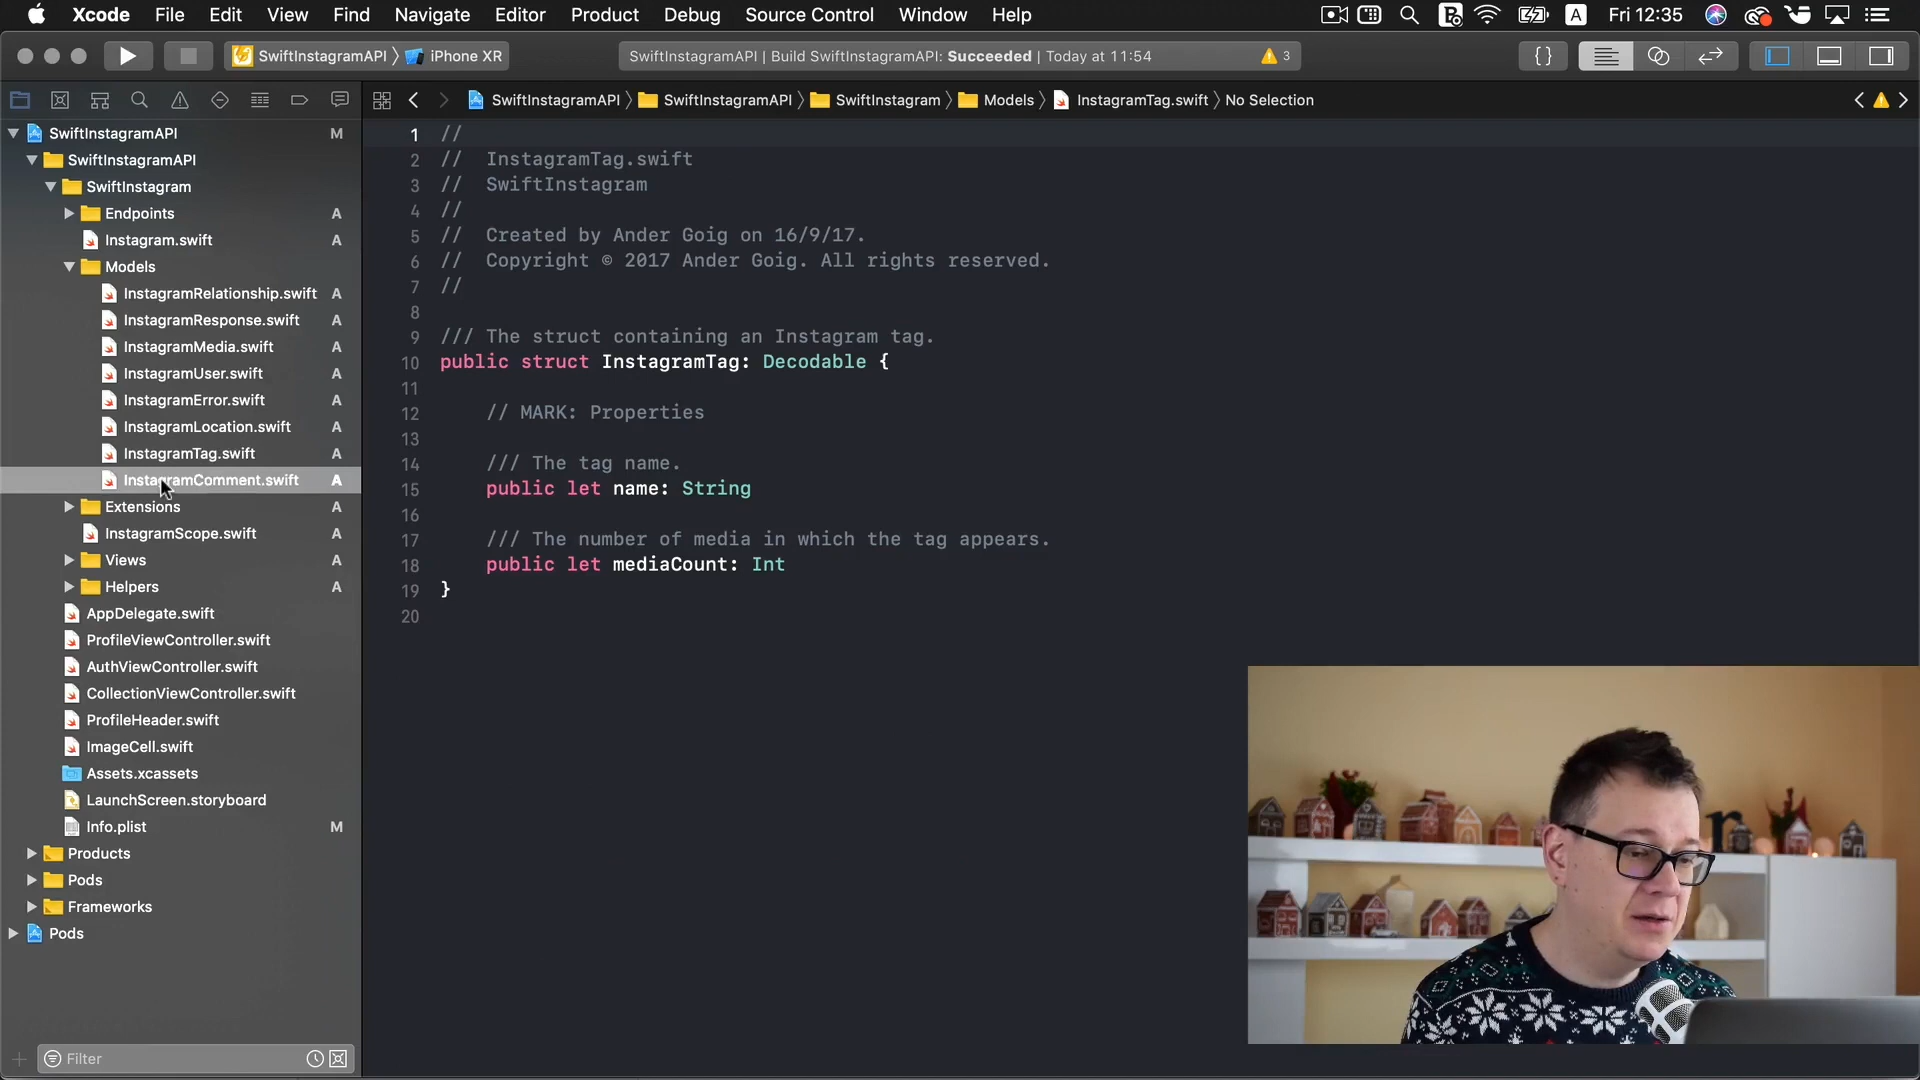 Xcode File Edit View Find Navigate Editor Product Debug Source Control Window Help A Fri 12:35
SwiftInstagramAPI iPhone XR
SwiftInstagramAPI | Build SwiftInstagramAPI: Succeeded | Today at 11:54
3
{}
SwiftInstagramAPI SwiftInstagramAPI SwiftInstagram Models InstagramTag.swift No Selection
SwiftInstagramAPI M
SwiftInstagramAPI
SwiftInstagram
Endpoints A
Instagram.swift A
Models
InstagramRelationship.swift A
InstagramResponse.swift A
InstagramMedia.swift A
InstagramUser.swift A
InstagramError.swift A
InstagramLocation.swift A
InstagramTag.swift A
InstagramComment.swift A
Extensions A
InstagramScope.swift A
Views A
Helpers A
AppDelegate.swift
ProfileViewController.swift
AuthViewController.swift
CollectionViewController.swift
ProfileHeader.swift
ImageCell.swift
Assets.xcassets
LaunchScreen.storyboard
Info.plist M
Products
Pods
Frameworks
Pods
Filter
1 //
2 // InstagramTag.swift
3 // SwiftInstagram
4 //
5 // Created by Ander Goig on 16/9/17.
6 // Copyright © 2017 Ander Goig. All rights reserved.
7 //
8
9 /// The struct containing an Instagram tag.
10 public struct InstagramTag: Decodable {
11
12 // MARK: Properties
13
14 /// The tag name.
15 public let name: String
16
17 /// The number of media in which the tag appears.
18 public let mediaCount: Int
19 }
20